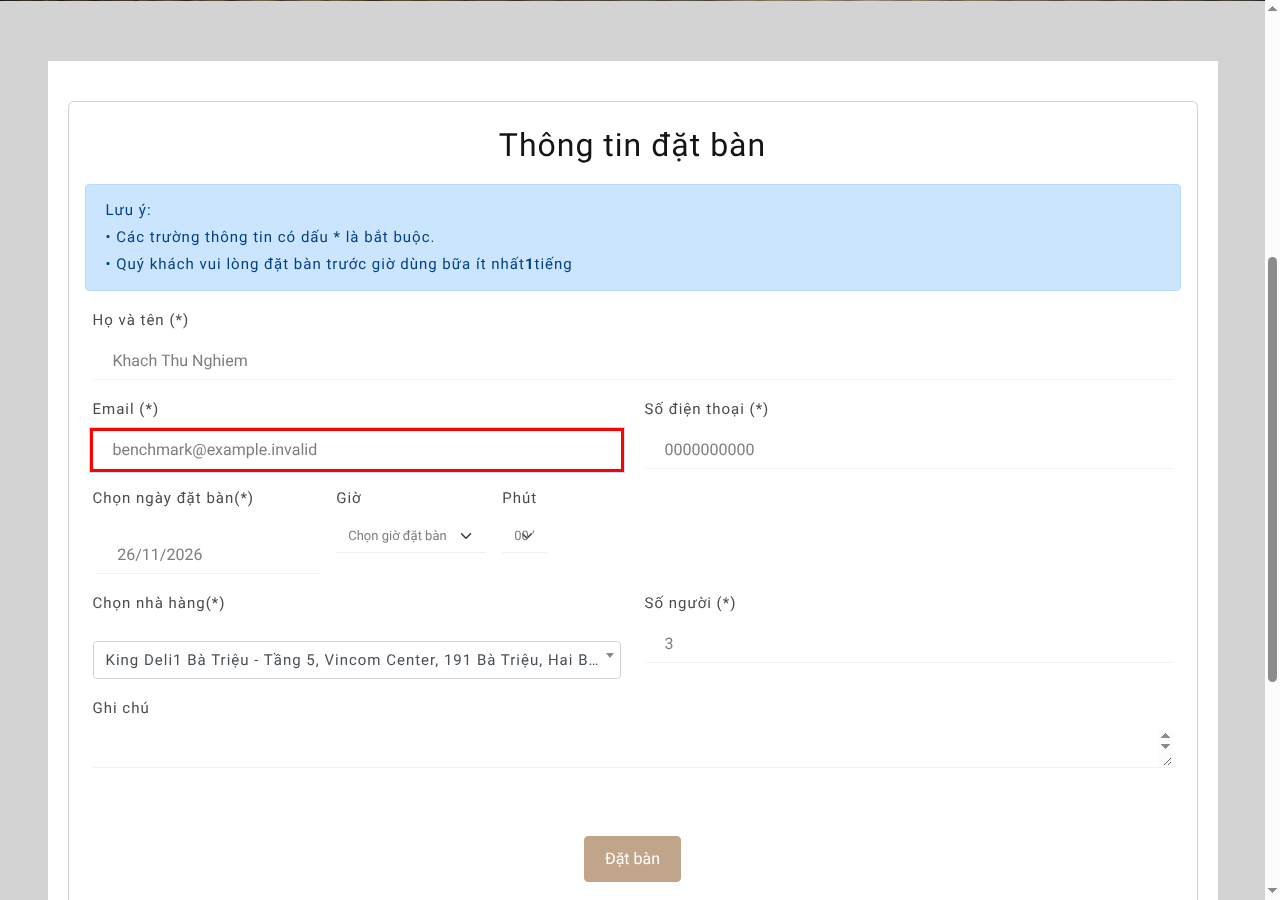 Thông tin đặt bàn
Lưu ý:
• Các trường thông tin có dấu * là bắt buộc.
• Quý khách vui lòng đặt bàn trước giờ dùng bữa ít nhất1tiếng
Họ và tên (*)
Khach Thu Nghiem
Email (*)
Số điện thoại (*)
benchmark@example.invalid
0000000000
Chọn ngày đặt bàn(*)
Giờ
Phút
Chọn giờ đặt bàn
00
26/11/2026
Chọn nhà hàng(*)
Số người (*)
3
King Deli1 Bà Triệu - Tầng 5, Vincom Center, 191 Bà Triệu, Hai B...
Ghi chú
Đặt bàn